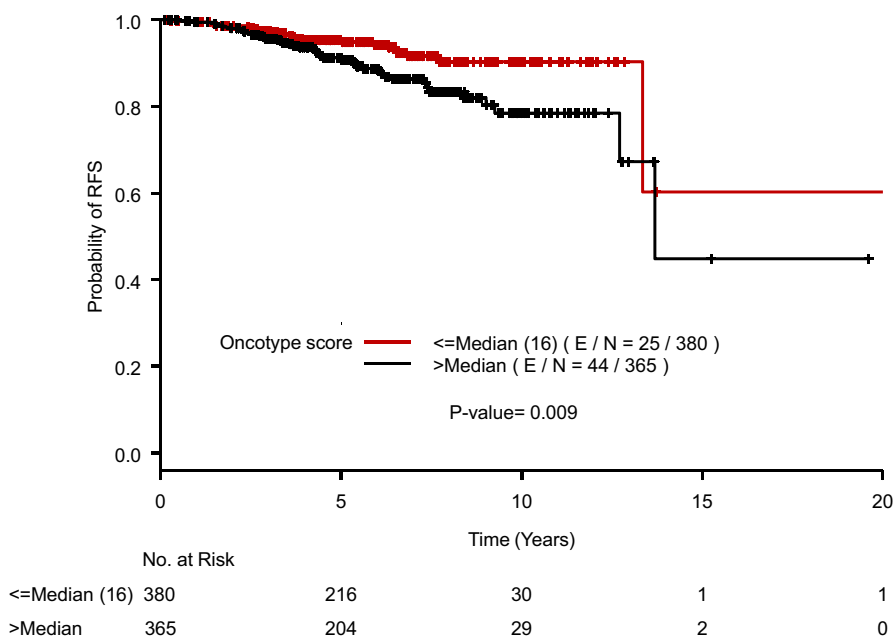 1.0
0.8
0.6
0.4
0.2
0.0
Probability of RFS
Oncotype score
<=Median (16) ( E / N = 25 / 380 )
>Median ( E / N = 44 / 365 )
P-value= 0.009
0 5 10 15 20
Time (Years)
No. at Risk
<=Median (16) 380 216 30 1 1
>Median 365 204 29 2 0